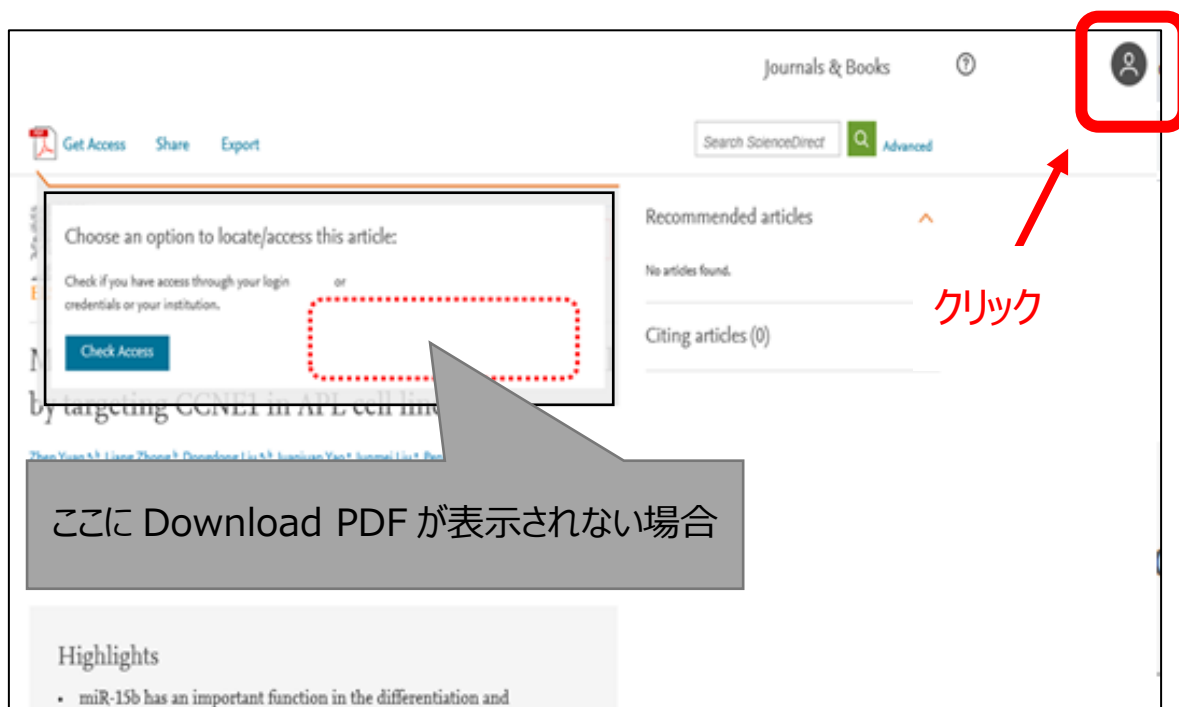 Journals & Books
?
PDF
Get Access Share Export
Search ScienceDirect
Advanced
Choose an option to locate/access this article:
Check if you have access through your login
credentials or your institution.
or
Check Access
Recommended articles
No articles found.
Citing articles (0)
クリック
by targeting CCNE1 in APL cell
ここに Download PDF が表示されない場合
Highlights
• miR-15b has an important function in the differentiation and